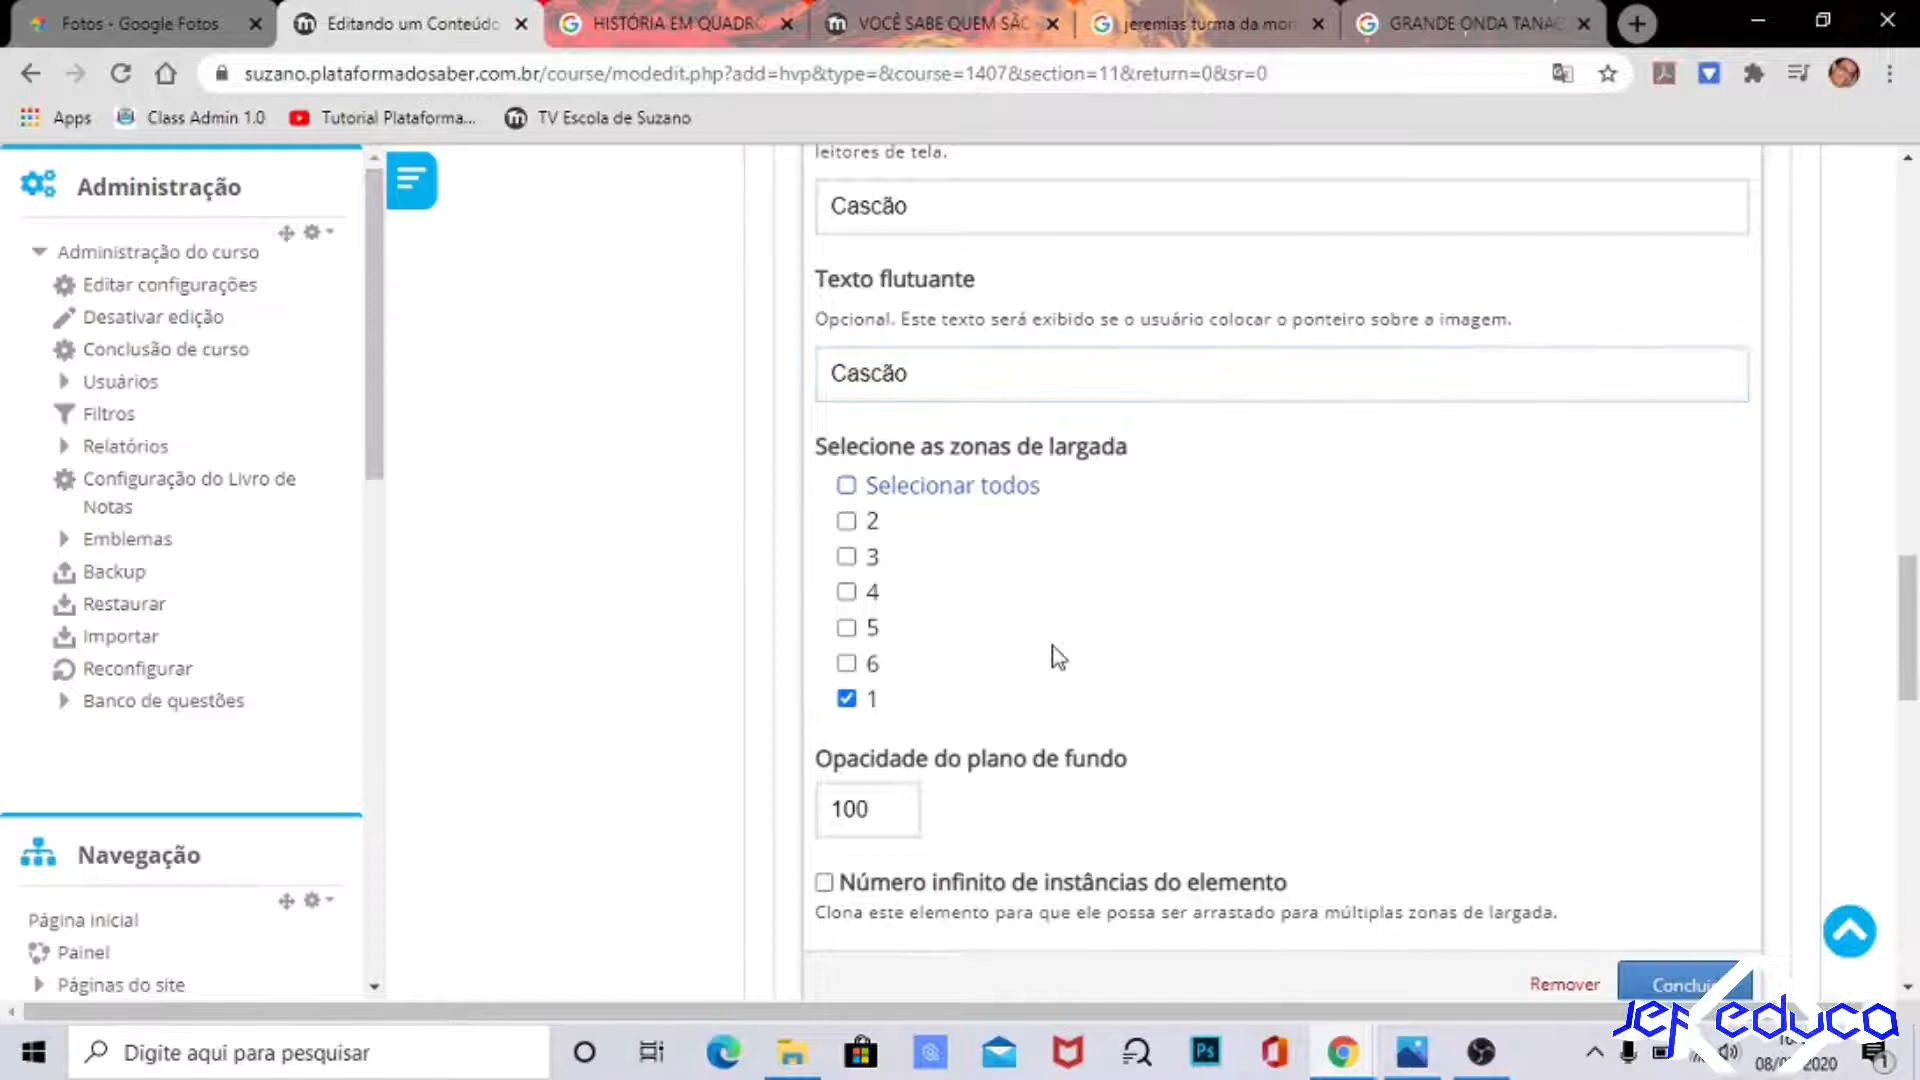 Fotos - Google Fotos
Editando um Conteúdo
HISTÓRIA EM QUADRO
VOCÊ SABE QUEM SÃO
jeremias turma da mon
GRANDE ONDA TANAC
suzano.plataformadosaber.com.br/course/modedit.php?add=hvp&type=&course=1407&section=11&return=0&sr=0
Apps
Class Admin 1.0
Tutorial Plataforma...
TV Escola de Suzano
Administração
Administração do curso
Editar configurações
Desativar edição
Conclusão de curso
Usuários
Filtros
Relatórios
Configuração do Livro de
Notas
Emblemas
Backup
Restaurar
Importar
Reconfigurar
Banco de questões
Navegação
Página inicial
Painel
Páginas do site
leitores de tela.
Cascão
Texto flutuante
Opcional. Este texto será exibido se o usuário colocar o ponteiro sobre a imagem.
Cascão
Selecione as zonas de largada
Selecionar todos
2
3
4
5
6
1
Opacidade do plano de fundo
100
Número infinito de instâncias do elemento
Clona este elemento para que ele possa ser arrastado para múltiplas zonas de largada.
Remover
Concluir
Jef educa
Digite aqui para pesquisar
Ps
2020
1